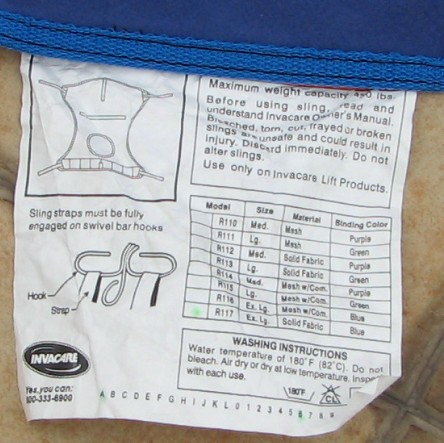 Maximum weight capacity 450 lbs.
Before using sling, read and
understand Invacare Owner's Manual.
Bleached, torn, cut, frayed or broken
slings are unsafe and could result in
injury. Discard immediately. Do not
alter slings.
Use only on Invacare Lift Products.
Sling straps must be fully
engaged on swivel bar hooks
Hook
Strap
Model Size Material Binding Color
R110 Med. Mesh Purple
R111 Lg. Mesh Green
R112 Med. Solid Fabric Purple
R113 Lg. Solid Fabric Green
R114 Med. Mesh w/Com. Purple
R115 Lg. Mesh w/Com. Green
R116 Ex. Lg. Mesh w/Com. Blue
R117 Ex. Lg. Solid Fabric Blue
INVACARE
Yes, you can:
800-333-6900
WASHING INSTRUCTIONS
Water temperature of 180°F (82°C). Do not
bleach. Air dry or dry at low temperature. Inspect
with each use.
180°F
CL
A B C D E F G H I J K L 0 1 2 3 4 5 6 7 8 9